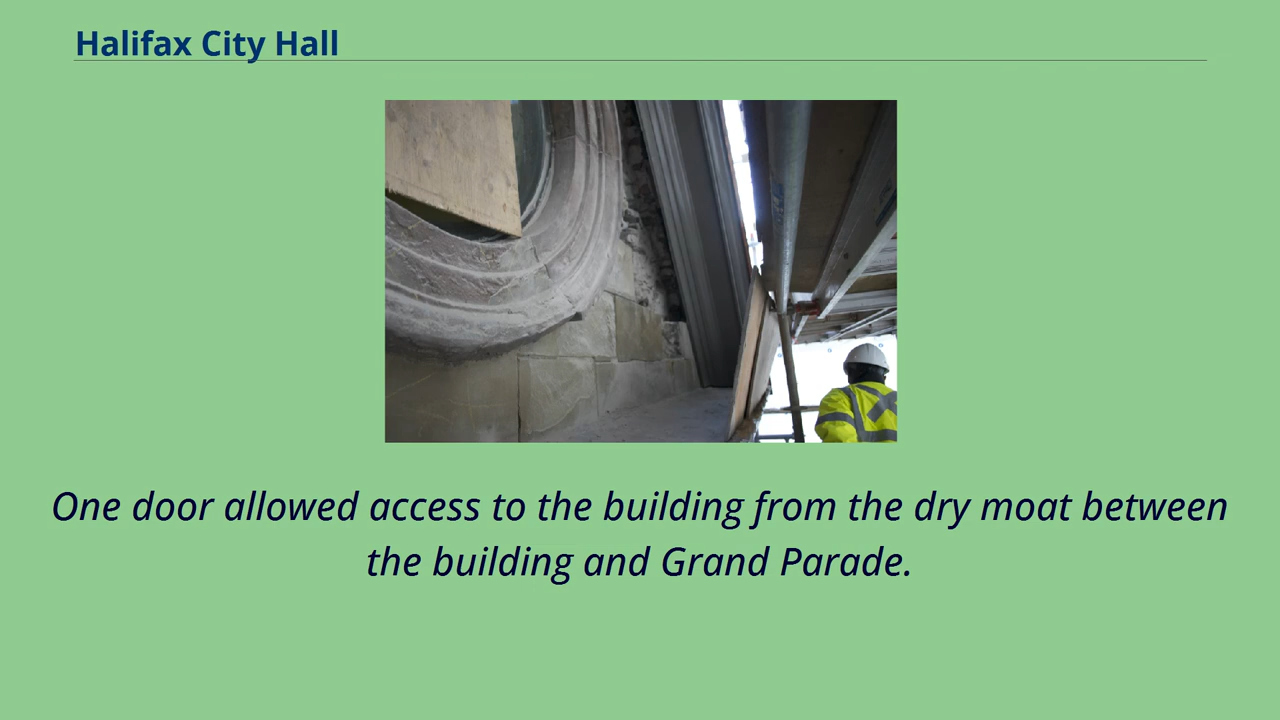 Halifax City Hall
One door allowed access to the building from the dry moat between
the building and Grand Parade.